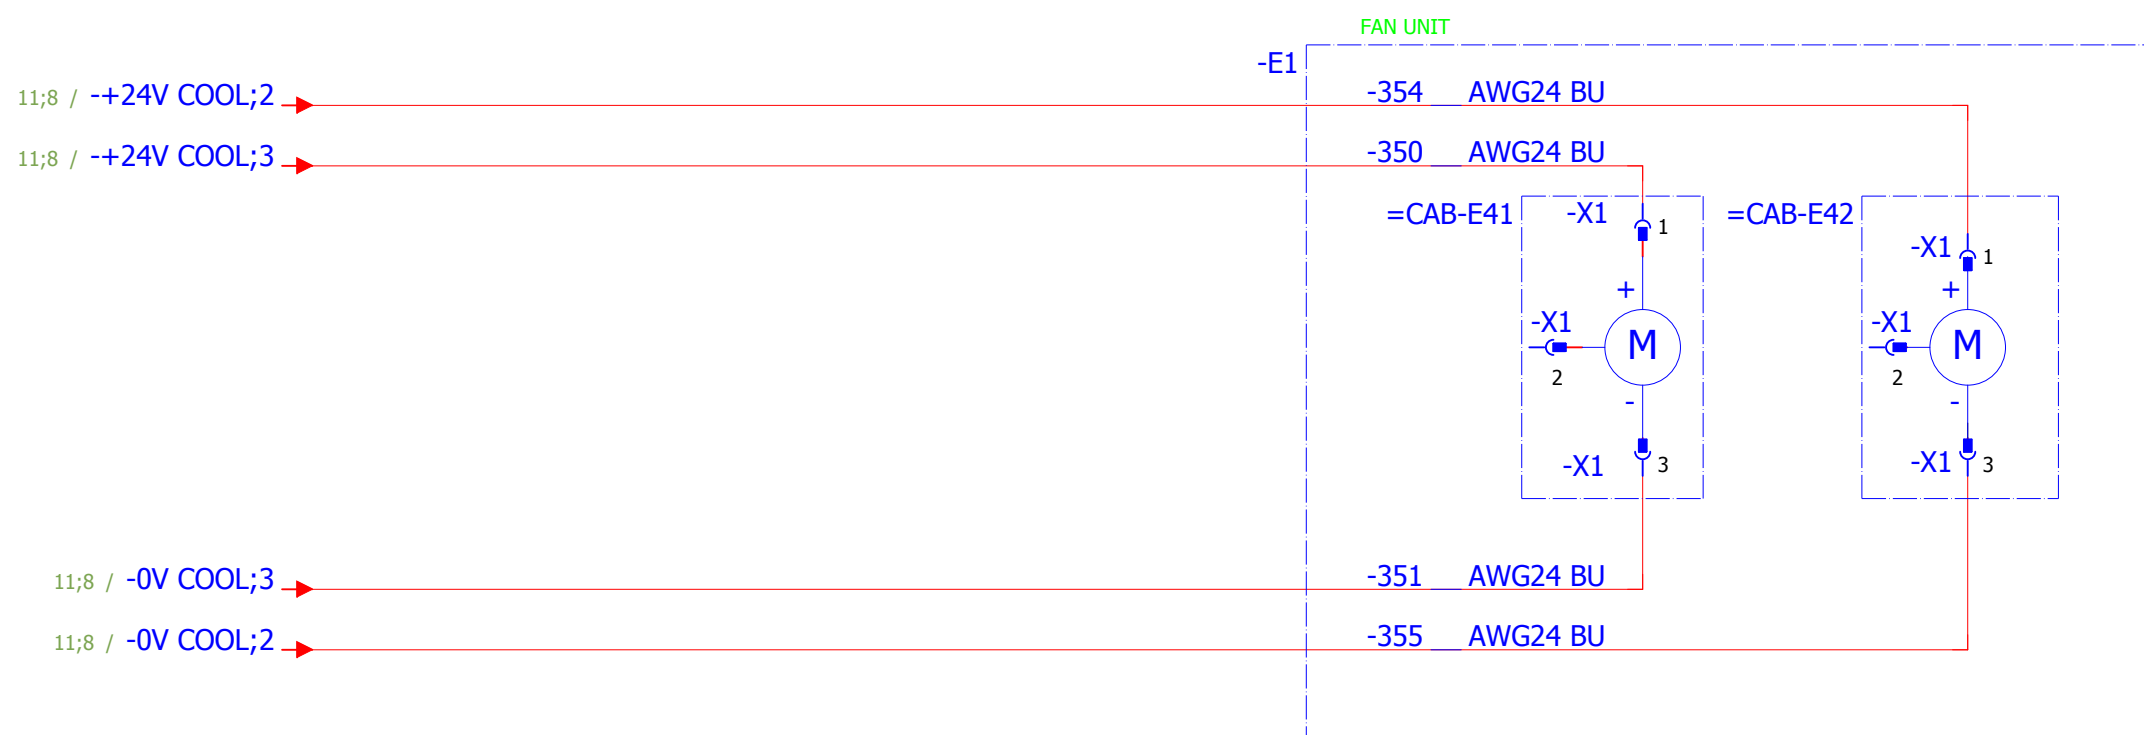 FAN UNIT
-E1
11;8 / -+24V COOL;2
-354 AWG24 BU
11;8 / -+24V COOL;3
-350 AWG24 BU
=CAB-E41
-X1
1
=CAB-E42
-X1
1
+
+
-X1
M
-X1
M
2
2
-
-
-X1
3
-X1
3
11;8 / -0V COOL;3
-351 AWG24 BU
11;8 / -0V COOL;2
-355 AWG24 BU